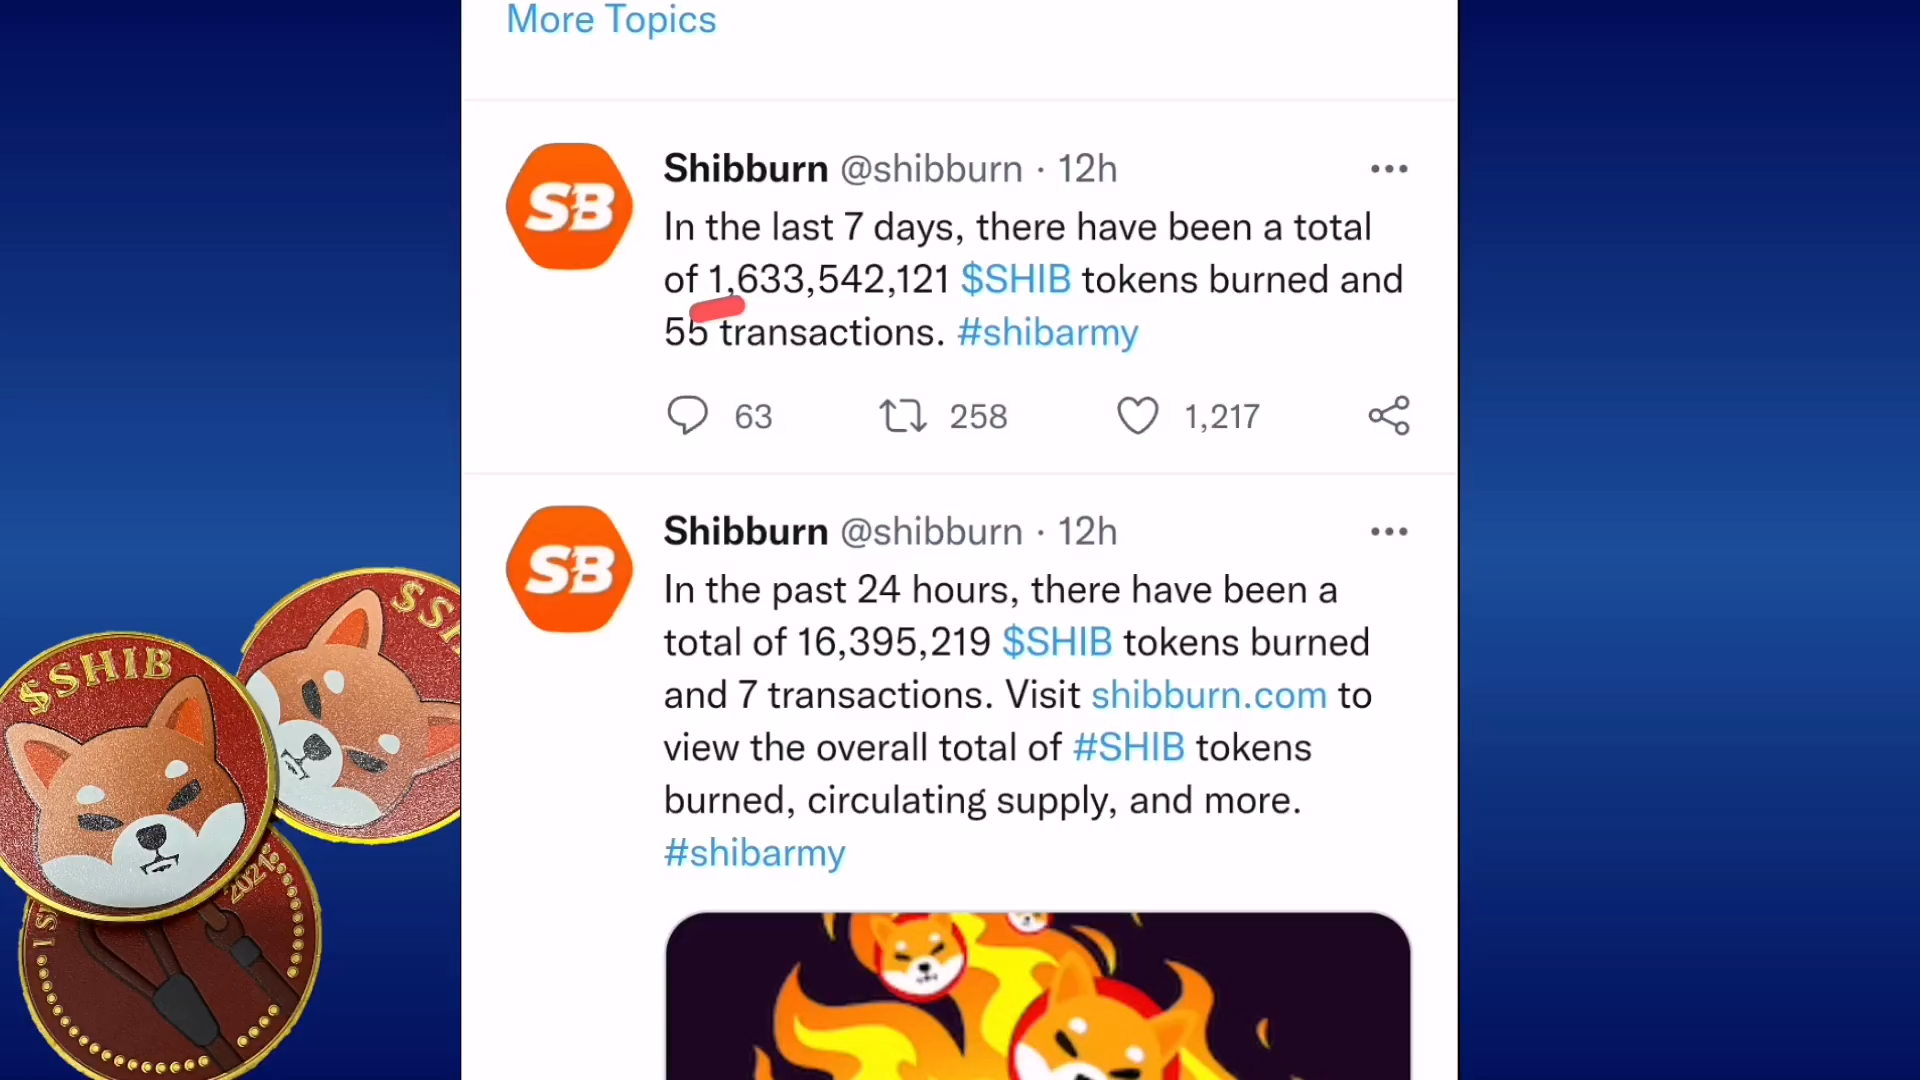 More Topics
SB
Shibburn @shibburn · 12h
In the last 7 days, there have been a total
of 1,633,542,121 $SHIB tokens burned and
55 transactions. #shibarmy
63 258 1,217
SB
Shibburn @shibburn · 12h
In the past 24 hours, there have been a
total of 16,395,219 $SHIB tokens burned
and 7 transactions. Visit shibburn.com to
view the overall total of #SHIB tokens
burned, circulating supply, and more.
#shibarmy
$SHIB
2021